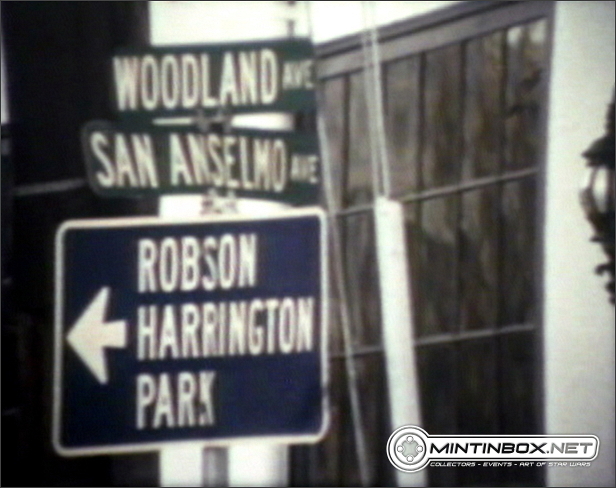 WOODLAND AVE
SAN ANSELMO AVE
ROBSON
HARRINGTON
PARK
MINTINBOX.NET
COLLECTORS - EVENTS - ART OF STAR WARS